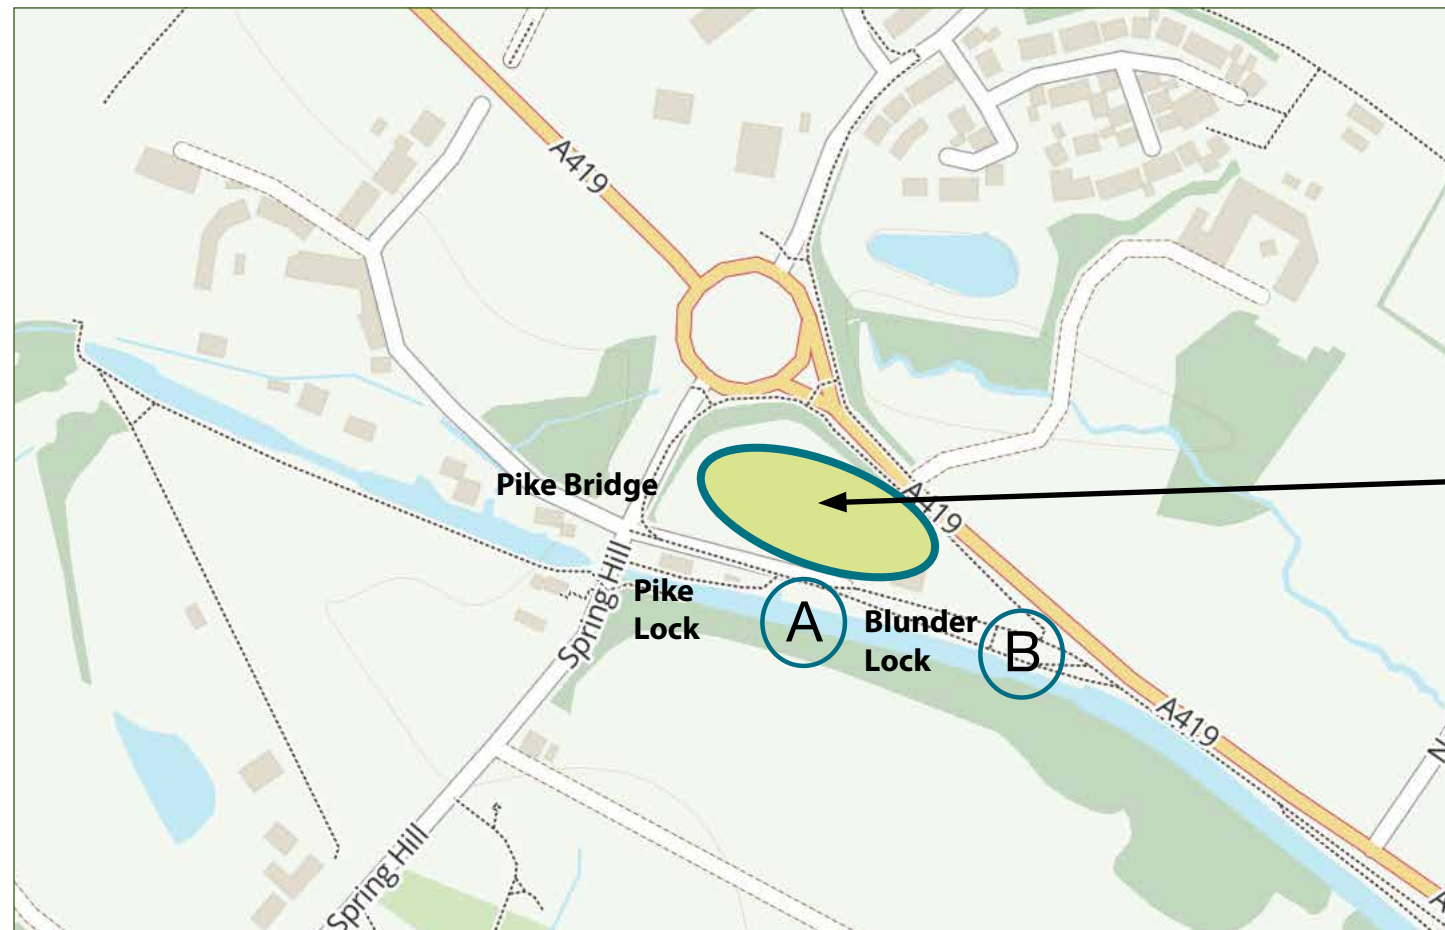 A419
Pike Bridge
A419
Spring Hill
Pike
Lock
A
Blunder
Lock
B
A419
N
Spring Hill
A